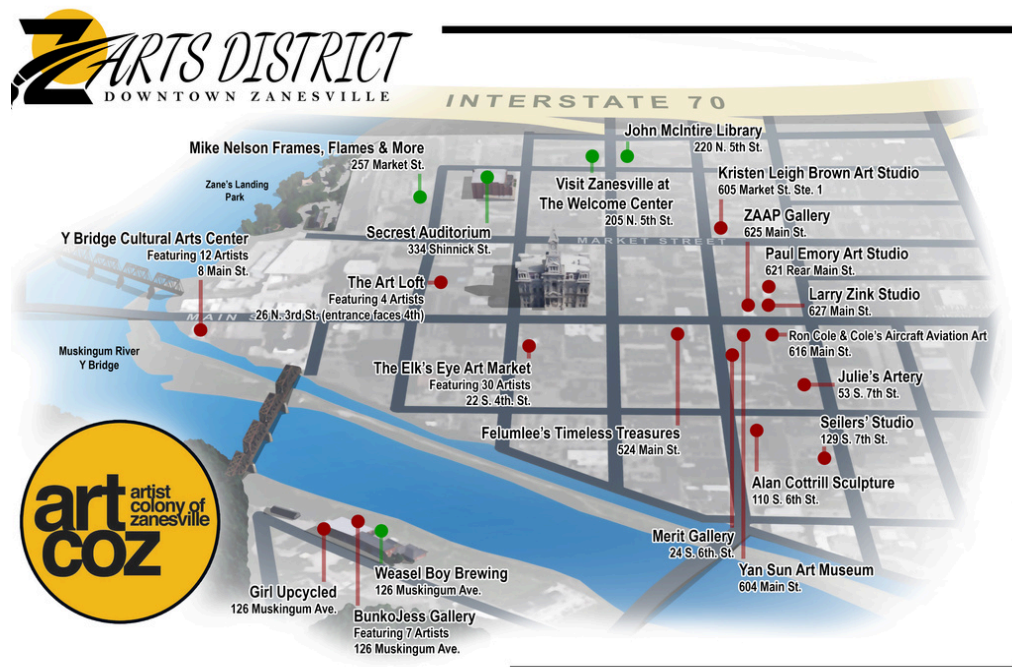 Z ARTS DISTRICT
DOWNTOWN ZANESVILLE
INTERSTATE 70
John McIntire Library
220 N. 5th St.
Mike Nelson Frames, Flames & More
257 Market St.
Kristen Leigh Brown Art Studio
605 Market St. Ste. 1
Zane's Landing
Park
Visit Zanesville at
The Welcome Center
205 N. 5th St.
ZAAP Gallery
625 Main St.
Secrest Auditorium
334 Shinnick St.
MARKET STREET
Y Bridge Cultural Arts Center
Featuring 12 Artists
8 Main St.
Paul Emory Art Studio
621 Rear Main St.
The Art Loft
Featuring 4 Artists
26 N. 3rd St. (entrance faces 4th)
Larry Zink Studio
627 Main St.
MAIN S
Ron Cole & Cole's Aircraft Aviation Art
616 Main St.
Muskingum River
Y Bridge
The Elk's Eye Art Market
Featuring 30 Artists
22 S. 4th. St.
Julie's Artery
53 S. 7th St.
Felumlee's Timeless Treasures
524 Main St.
Seilers' Studio
129 S. 7th St.
Alan Cottrill Sculpture
110 S. 6th St.
art
coz
artist
colony of
zanesville
Merit Gallery
24 S. 6th. St.
Yan Sun Art Museum
604 Main St.
Weasel Boy Brewing
126 Muskingum Ave.
Girl Upcycled
126 Muskingum Ave.
BunkoJess Gallery
Featuring 7 Artists
126 Muskingum Ave.